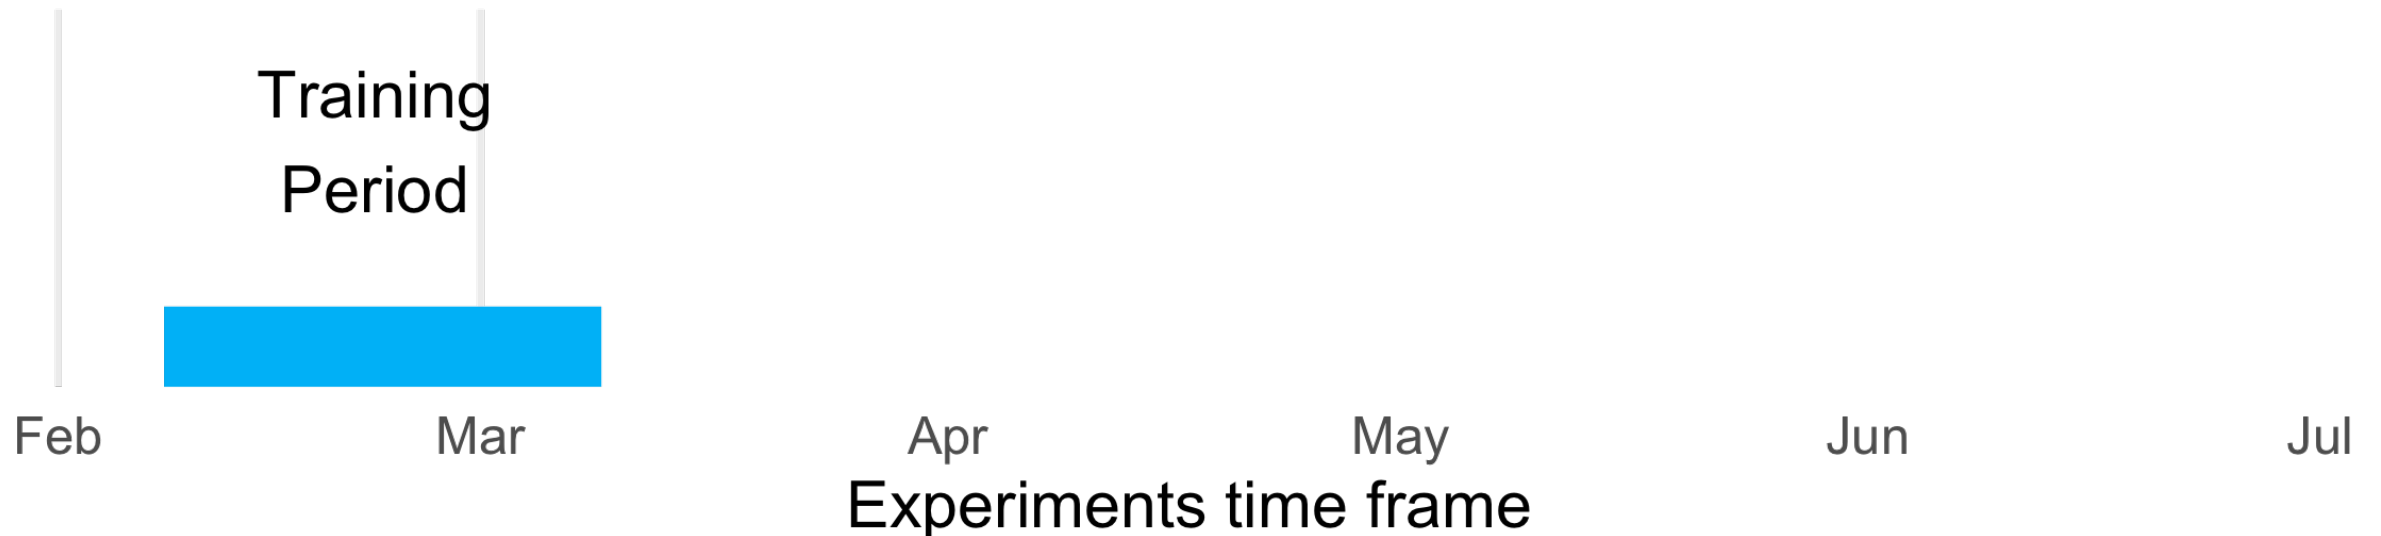 Training
Period
Feb Mar Apr May Jun Jul
Experiments time frame